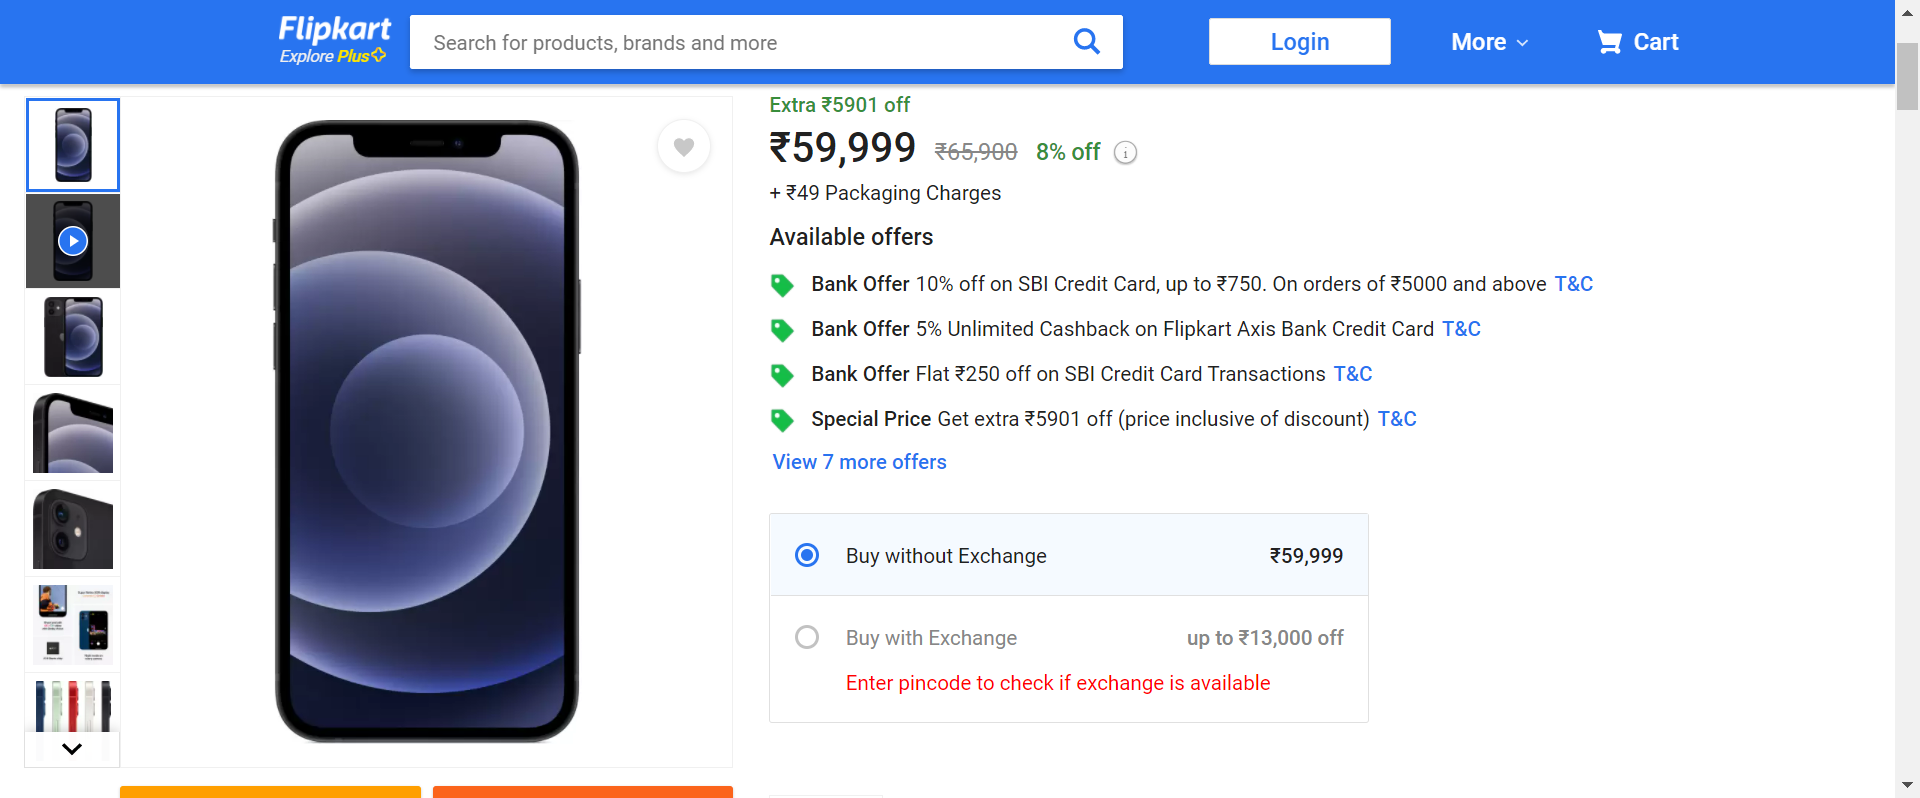 Flipkart
Explore Plus
Search for products, brands and more
Login
More
Cart
Extra ₹5901 off
₹59,999 ₹65,900 8% off i
+ ₹49 Packaging Charges
Available offers
Bank Offer 10% off on SBI Credit Card, up to ₹750. On orders of ₹5000 and above T&C
Bank Offer 5% Unlimited Cashback on Flipkart Axis Bank Credit Card T&C
Bank Offer Flat ₹250 off on SBI Credit Card Transactions T&C
Special Price Get extra ₹5901 off (price inclusive of discount) T&C
View 7 more offers
Buy without Exchange ₹59,999
Buy with Exchange up to ₹13,000 off
Enter pincode to check if exchange is available